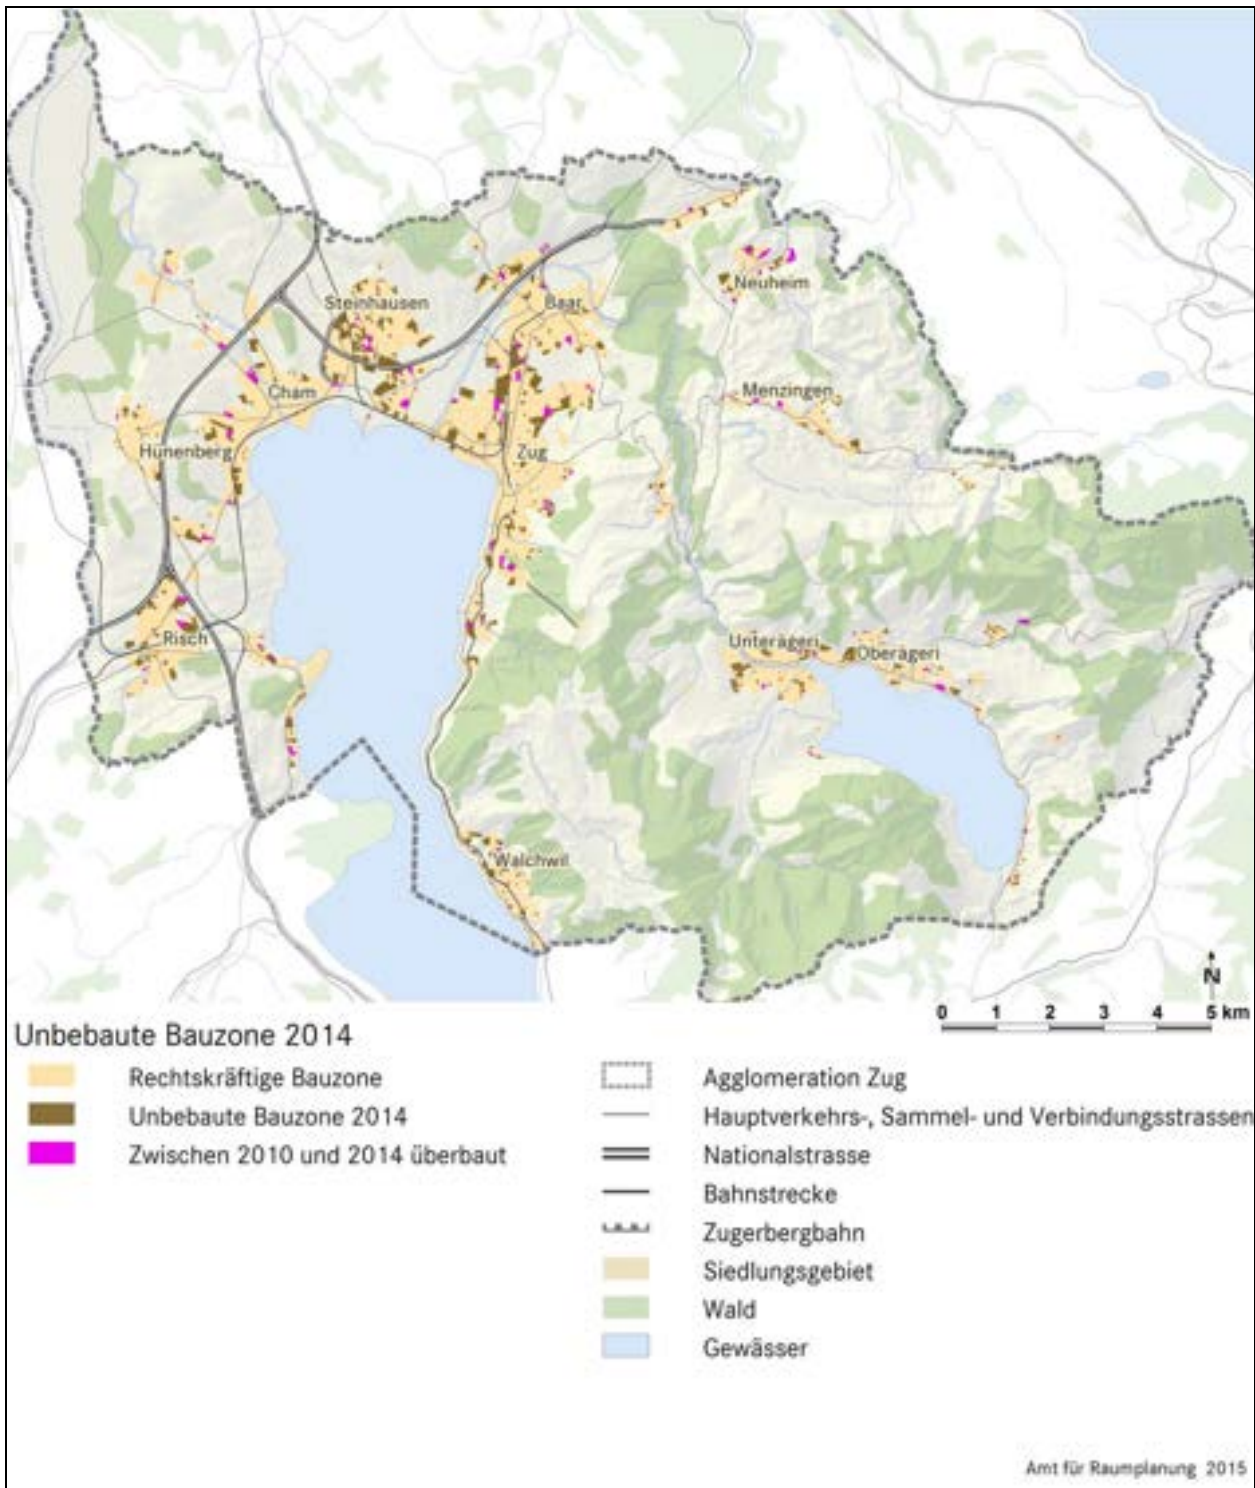 Steinhausen
Baar
Neuheim
Cham
Menzingen
Hünenberg
Zug
Risch
Unterägeri
Oberägeri
Walchwil
N
0 1 2 3 4 5 km
Unbebaute Bauzone 2014
Rechtskräftige Bauzone
Unbebaute Bauzone 2014
Zwischen 2010 und 2014 überbaut
Agglomeration Zug
Hauptverkehrs-, Sammel- und Verbindungsstrassen
Nationalstrasse
Bahnstrecke
Zugerbergbahn
Siedlungsgebiet
Wald
Gewässer
Amt für Raumplanung 2015